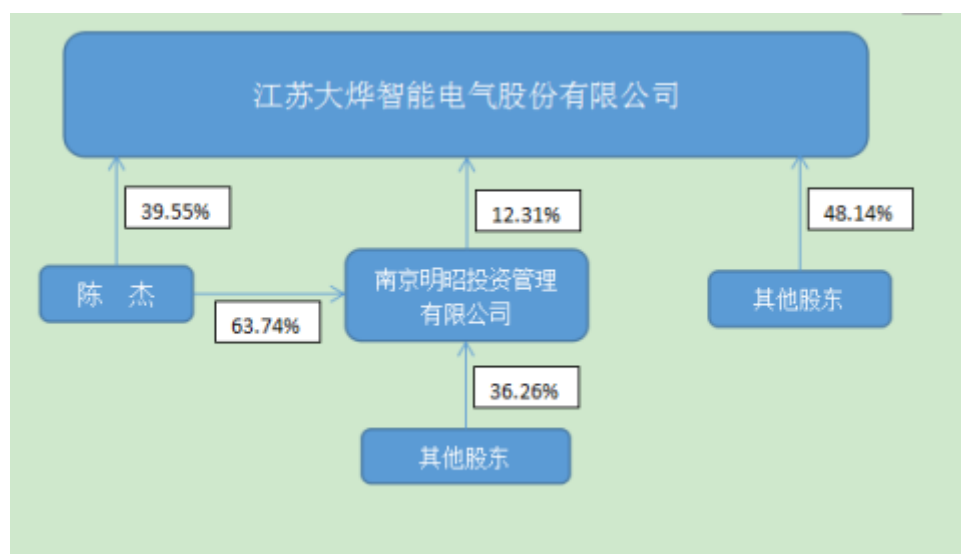 江苏大烨智能电气股份有限公司
39.55%
12.31%
48.14%
陈 杰
63.74%
南京明昭投资管理
有限公司
其他股东
36.26%
其他股东